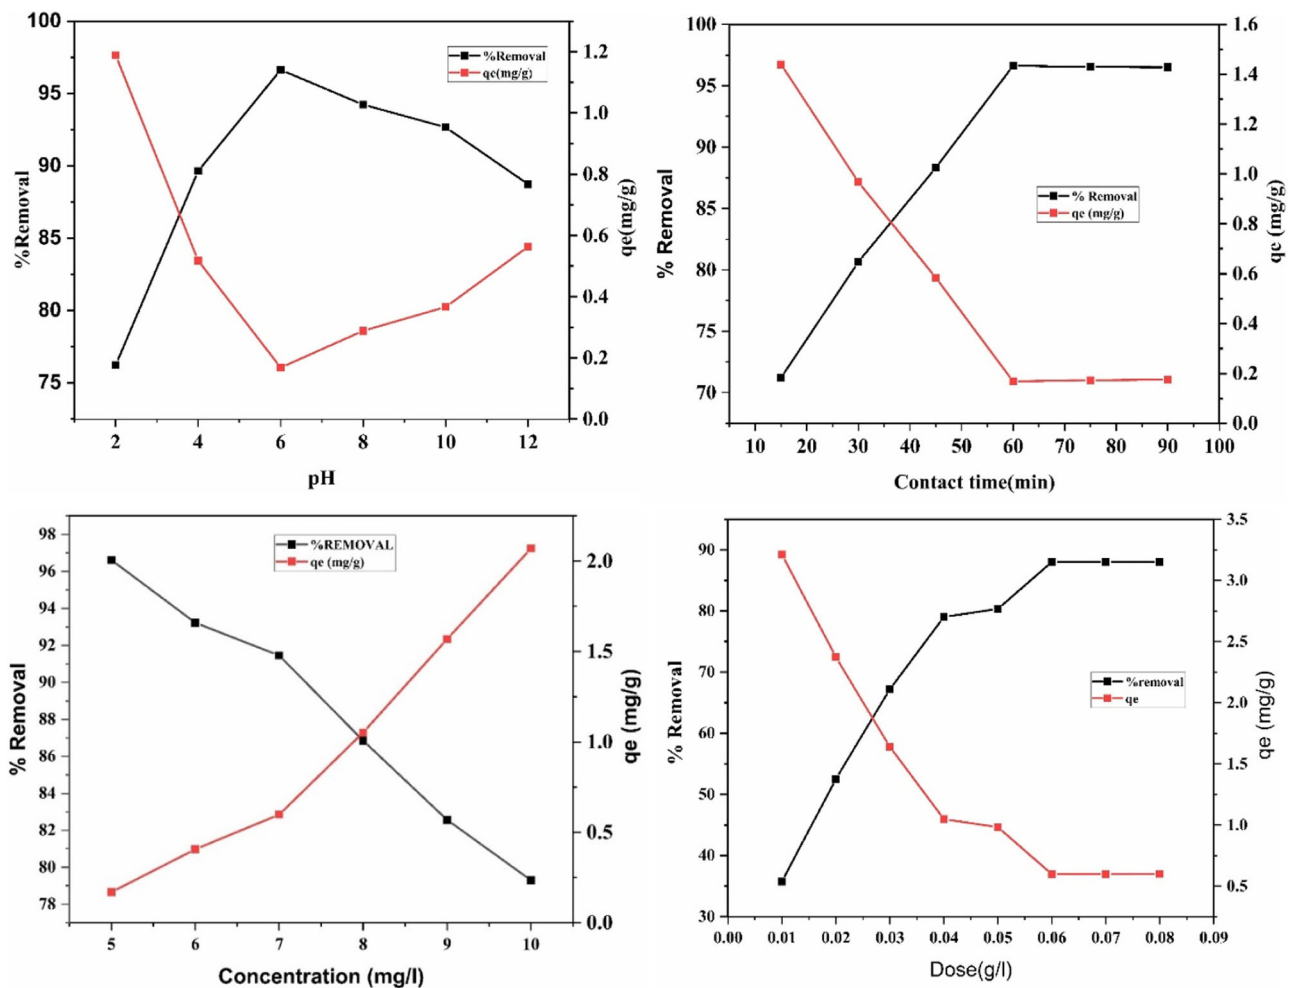 100
95
90
85
80
75
%Removal
%Removal
qe(mg/g)
1.2
1.0
0.8
0.6
0.4
0.2
0.0
qe(mg/g)
2 4 6 8 10 12
pH
100
95
90
85
80
75
70
% Removal
% Removal
qe (mg/g)
1.6
1.4
1.2
1.0
0.8
0.6
0.4
0.2
0.0
qe (mg/g)
10 20 30 40 50 60 70 80 90 100
Contact time(min)
98
96
94
92
90
88
86
84
82
80
78
% Removal
%REMOVAL
qe (mg/g)
2.0
1.5
1.0
0.5
0.0
qe (mg/g)
5 6 7 8 9 10
Concentration (mg/l)
90
80
70
60
50
40
30
% Removal
%removal
qe
3.5
3.0
2.5
2.0
1.5
1.0
0.5
qe (mg/g)
0.00 0.01 0.02 0.03 0.04 0.05 0.06 0.07 0.08 0.09
Dose(g/l)